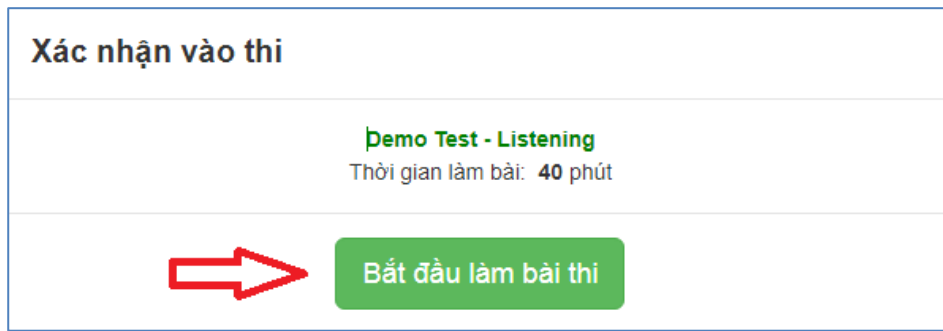 Xác nhận vào thi
Demo Test - Listening
Thời gian làm bài: 40 phút
Bắt đầu làm bài thi